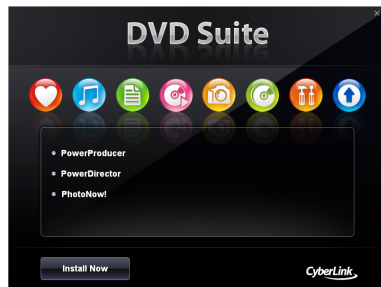 DVD Suite
PowerProducer
PowerDirector
PhotoNow!
Install Now
CyberLink